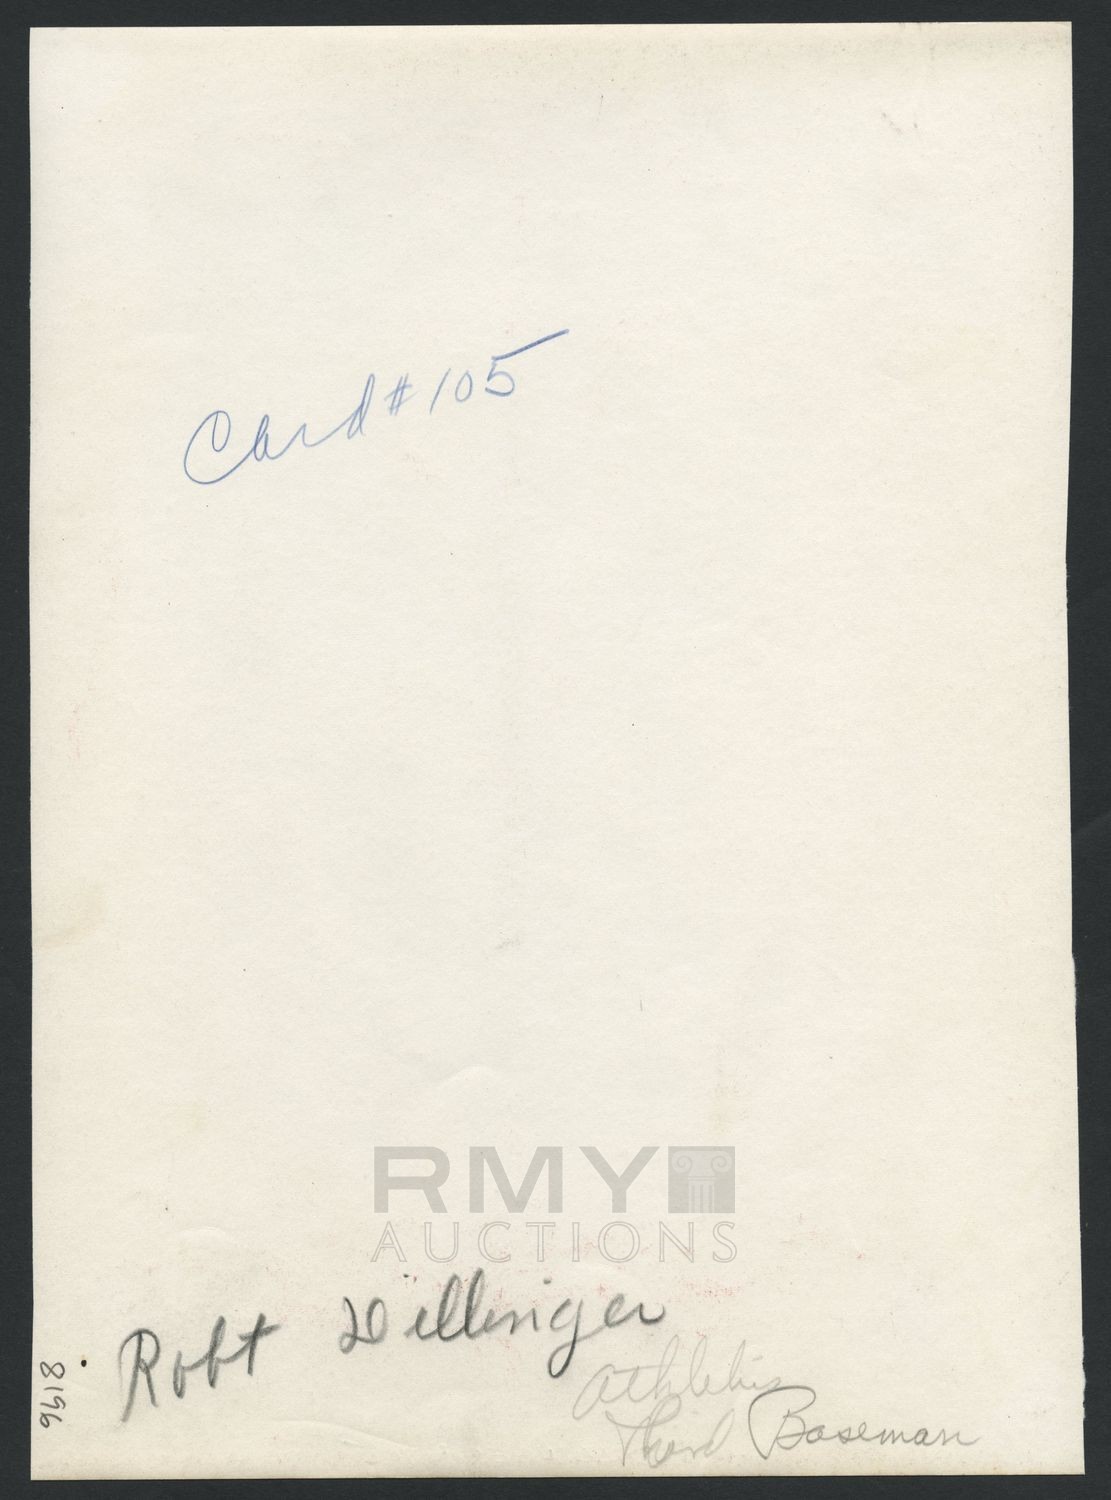 Card # 105
RMY
AUCTIONS
Robt Dillinger
Athletics
Third Baseman
8196